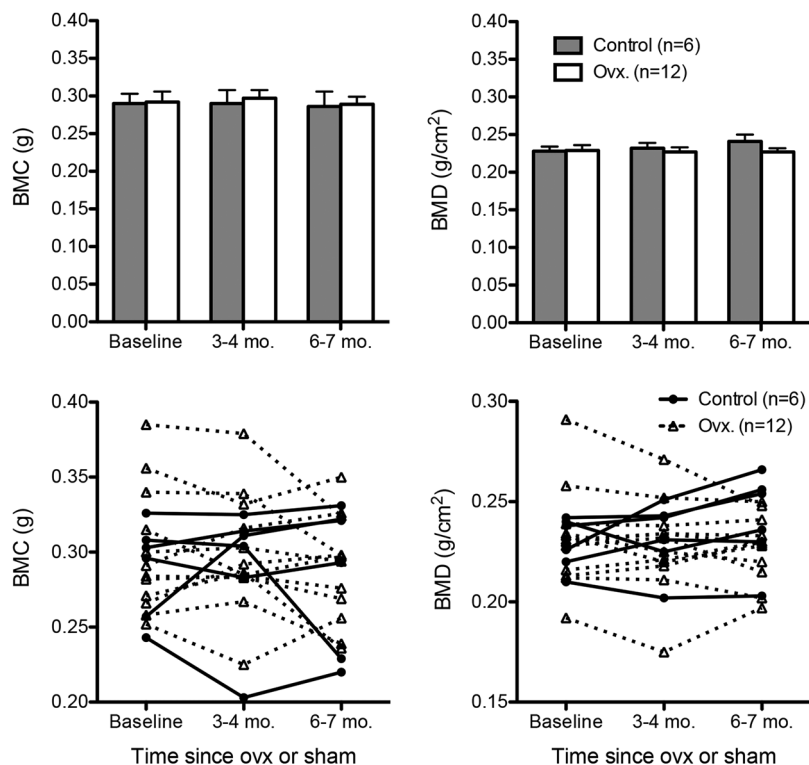 0.40
0.35
0.30
0.25
0.20
0.15
0.10
0.05
0.00
BMC (g)
Baseline
3-4 mo.
6-7 mo.
0.40
0.35
0.30
0.25
0.20
0.15
0.10
0.05
0.00
BMD (g/cm²)
Control (n=6)
Ovx. (n=12)
Baseline
3-4 mo.
6-7 mo.
0.40
0.35
0.30
0.25
0.20
BMC (g)
Baseline
3-4 mo.
6-7 mo.
Time since ovx or sham
0.30
0.25
0.20
0.15
BMD (g/cm²)
Control (n=6)
Ovx. (n=12)
Baseline
3-4 mo.
6-7 mo.
Time since ovx or sham